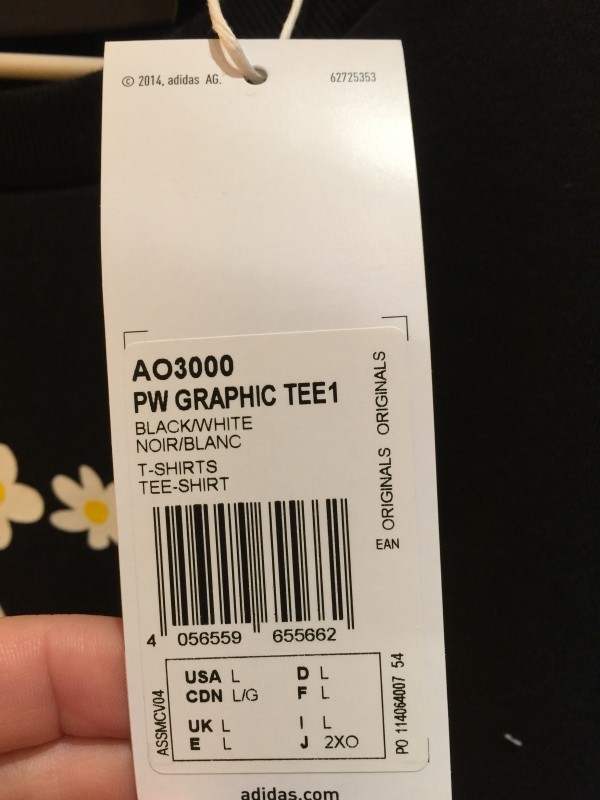 © 2014, adidas AG.
62725353
AO3000
PW GRAPHIC TEE1
BLACK/WHITE
NOIR/BLANC
T-SHIRTS
TEE-SHIRT
ORIGINALS ORIGINALS
EAN
4 056559 655662
USA L D L
CDN L/G F L
UK L I L
E L J 2XO
ASSMCV04
PO 114064007 54
adidas.com